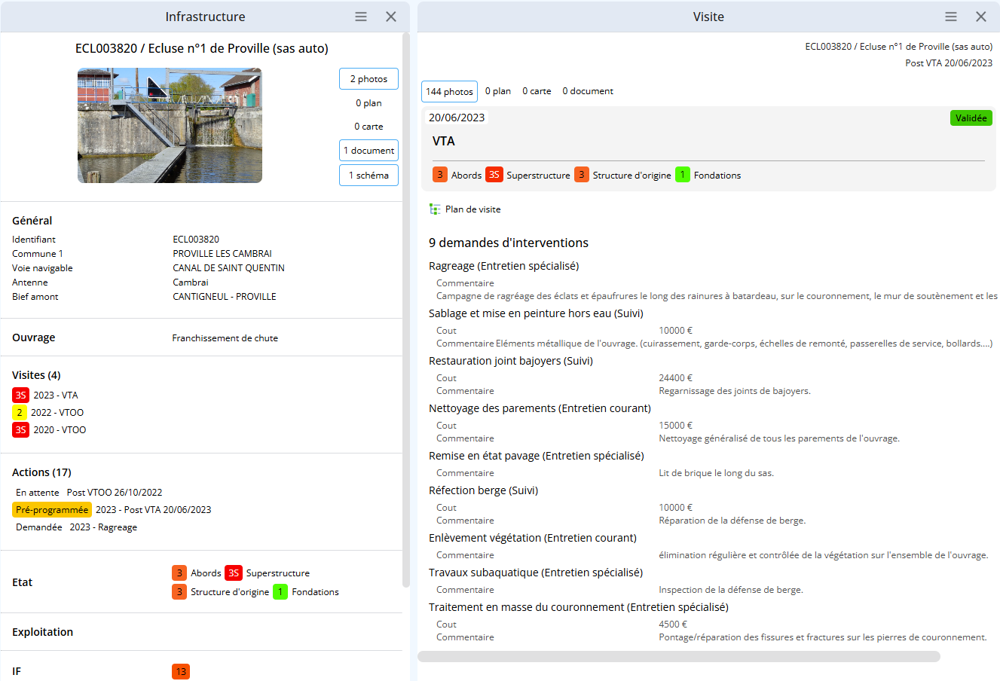 Infrastructure
ECL003820 / Ecluse n°1 de Proville (sas auto)
2 photos
0 plan
0 carte
1 document
1 schéma
Général
Identifiant ECL003820
Commune 1 PROVILLE LES CAMBRAI
Voie navigable CANAL DE SAINT QUENTIN
Antenne Cambrai
Bief amont CANTIGNEUL - PROVILLE
Ouvrage Franchissement de chute
Visites (4)
3S 2023 - VTA
2 2022 - VTOO
3S 2020 - VTOO
Actions (17)
En attente Post VTOO 26/10/2022
Pré-programmée 2023 - Post VTA 20/06/2023
Demandée 2023 - Ragreage
Etat
3 Abords 3S Superstructure
3 Structure d'origine 1 Fondations
Exploitation
IF 13
Visite
ECL003820 / Ecluse n°1 de Proville (sas auto)
Post VTA 20/06/2023
144 photos 0 plan 0 carte 0 document
20/06/2023 Validée
VTA
3 Abords 3S Superstructure 3 Structure d'origine 1 Fondations
Plan de visite
9 demandes d'interventions
Ragreage (Entretien spécialisé)
Commentaire
Campagne de ragréage des éclats et épaufrures le long des rainures à batardeau, sur le couronnement, le mur de soutènement et les
Sablage et mise en peinture hors eau (Suivi)
Cout 10000 €
Commentaire Eléments métallique de l'ouvrage. (cuirassement, garde-corps, échelles de remonté, passerelles de service, bollards....)
Restauration joint bajoyers (Suivi)
Cout 24400 €
Commentaire Regarnissage des joints de bajoyers.
Nettoyage des parements (Entretien courant)
Cout 15000 €
Commentaire Nettoyage généralisé de tous les parements de l'ouvrage.
Remise en état pavage (Entretien spécialisé)
Commentaire Lit de brique le long du sas.
Réfection berge (Suivi)
Cout 10000 €
Commentaire Réparation de la défense de berge.
Enlèvement végétation (Entretien courant)
Commentaire élimination régulière et contrôlée de la végétation sur l'ensemble de l'ouvrage.
Travaux subaquatique (Entretien spécialisé)
Commentaire Inspection de la défense de berge.
Traitement en masse du couronnement (Entretien spécialisé)
Cout 4500 €
Commentaire Pontage/réparation des fissures et fractures sur les pierres de couronnement.